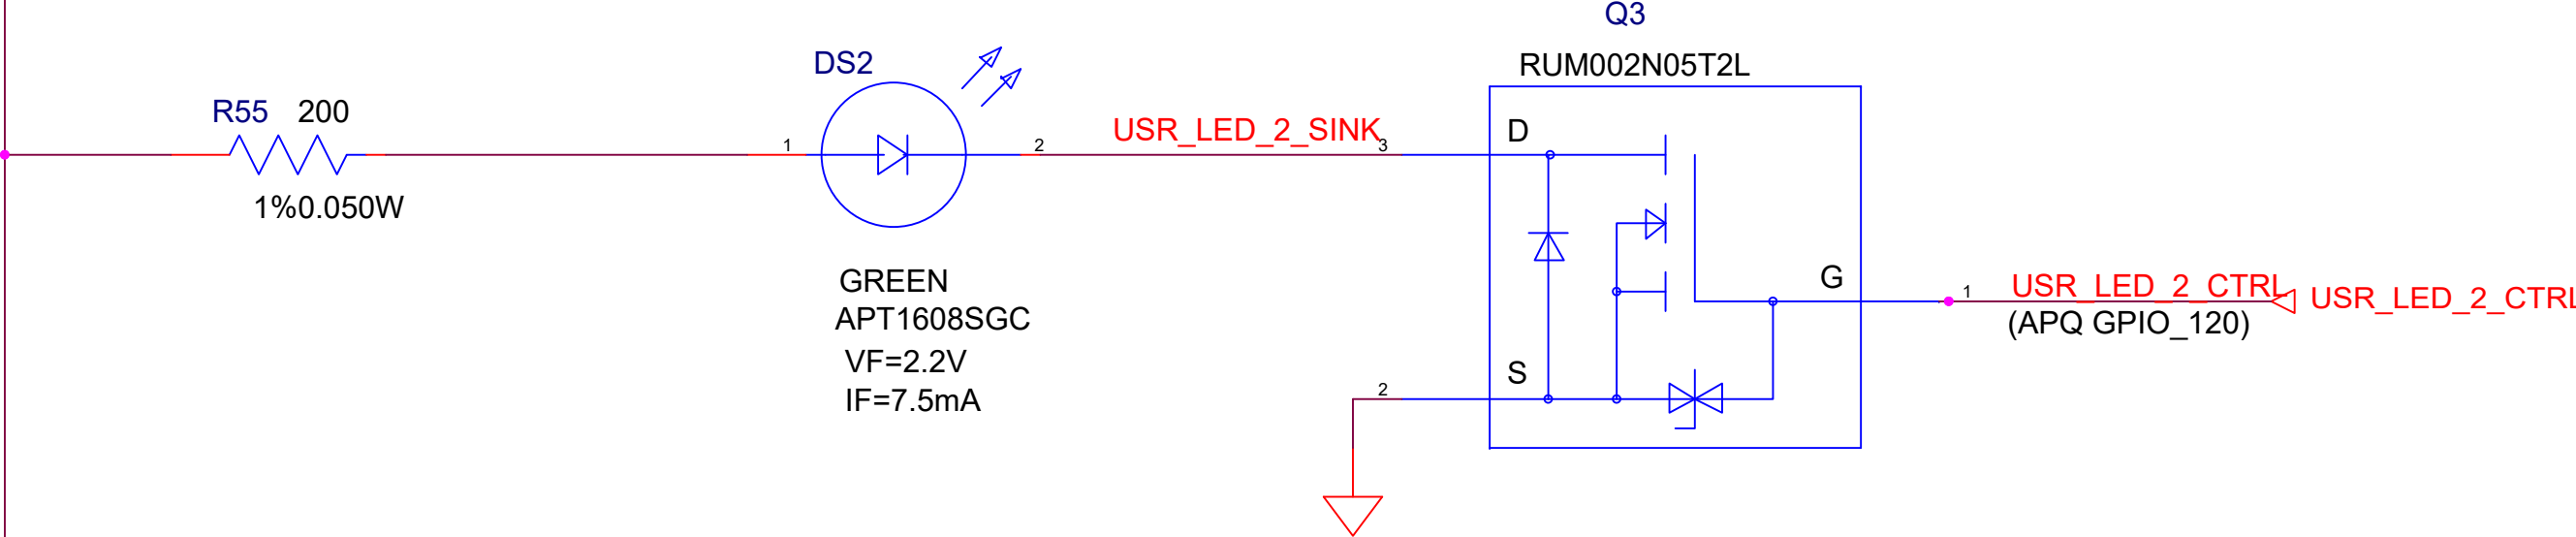 Q3
RUM002N05T2L
DS2
R55 200
1%0.050W
1
2
USR_LED_2_SINK
3
D
G
S
GREEN
APT1608SGC
VF=2.2V
IF=7.5mA
2
1
USR_LED_2_CTRL
(APQ GPIO_120)
USR_LED_2_CTRL